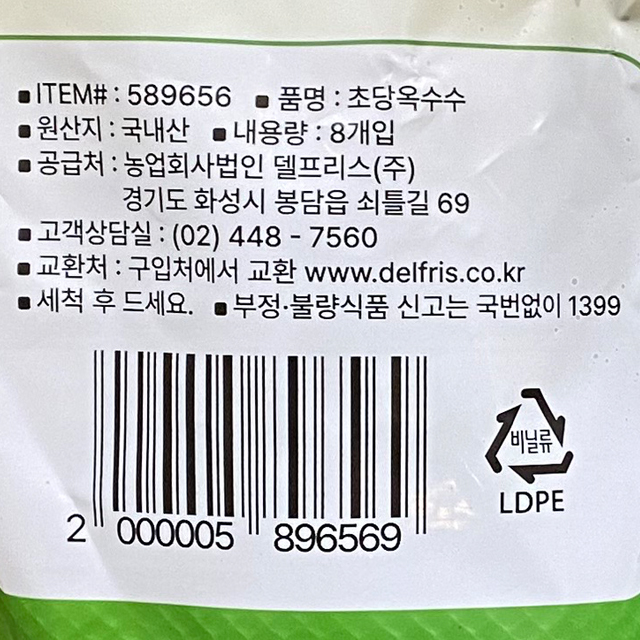 ■ ITEM# : 589656 ■ 품명 : 초당옥수수
■ 원산지 : 국내산 ■ 내용량 : 8개입
■ 공급처 : 농업회사법인 델프리스(주)
경기도 화성시 봉담읍 쇠틀길 69
■ 고객상담실 : (02) 448 - 7560
■ 교환처 : 구입처에서 교환 www.delfris.co.kr
■ 세척 후 드세요. ■ 부정·불량식품 신고는 국번없이 1399
비닐류
LDPE
2 000005 896569